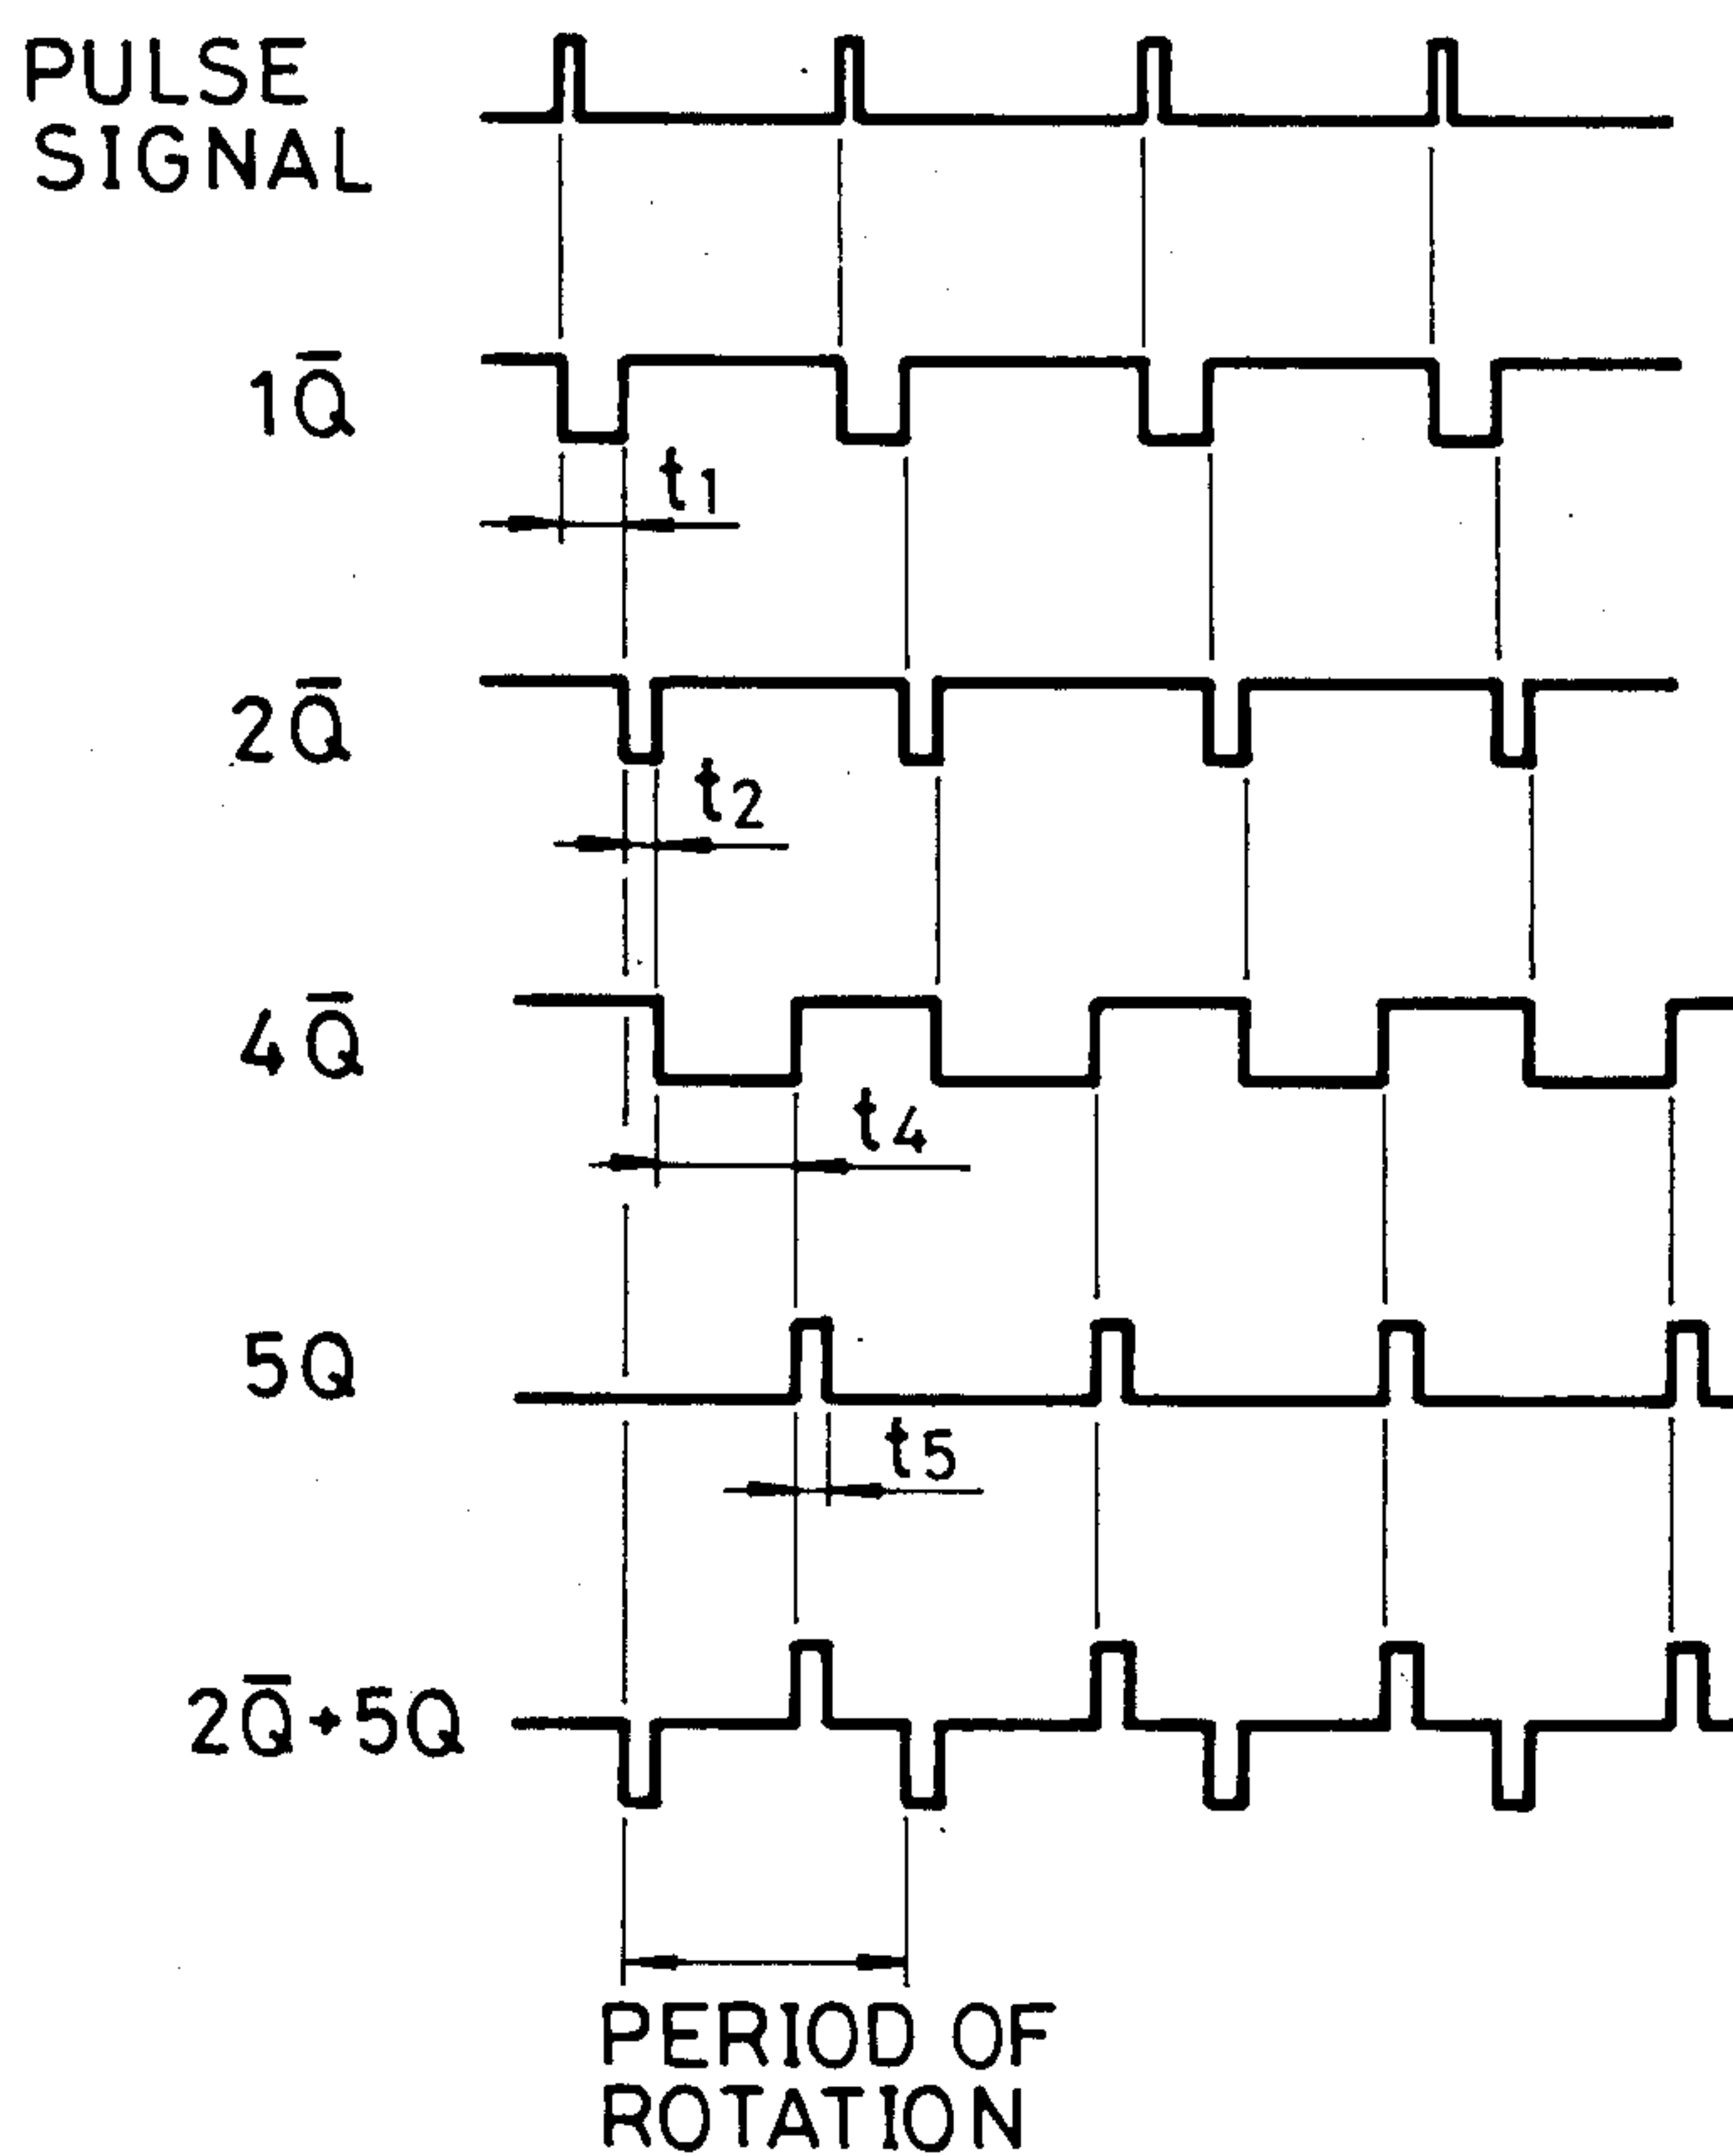 PULSE
SIGNAL
1Q̅
t1
2Q̅
t2
4Q̅
t4
5Q
t5
2Q̅+5Q
PERIOD OF
ROTATION